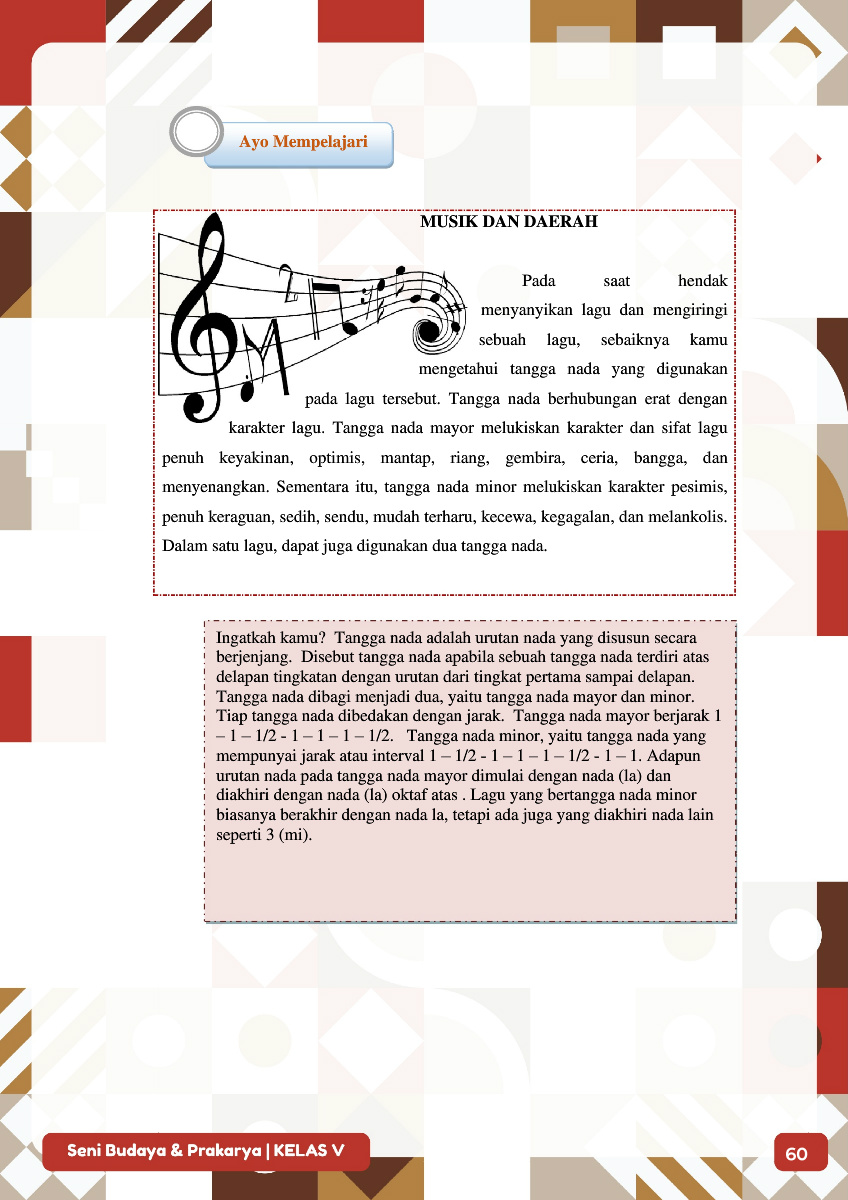 Ayo Mempelajari
MUSIK DAN DAERAH
Pada saat hendak
menyanyikan lagu dan mengiringi
sebuah lagu, sebaiknya kamu
mengetahui tangga nada yang digunakan
pada lagu tersebut. Tangga nada berhubungan erat dengan
karakter lagu. Tangga nada mayor melukiskan karakter dan sifat lagu
penuh keyakinan, optimis, mantap, riang, gembira, ceria, bangga, dan
menyenangkan. Sementara itu, tangga nada minor melukiskan karakter pesimis,
penuh keraguan, sedih, sendu, mudah terharu, kecewa, kegagalan, dan melankolis.
Dalam satu lagu, dapat juga digunakan dua tangga nada.
Ingatkah kamu? Tangga nada adalah urutan nada yang disusun secara
berjenjang. Disebut tangga nada apabila sebuah tangga nada terdiri atas
delapan tingkatan dengan urutan dari tingkat pertama sampai delapan.
Tangga nada dibagi menjadi dua, yaitu tangga nada mayor dan minor.
Tiap tangga nada dibedakan dengan jarak. Tangga nada mayor berjarak 1
– 1 – 1/2 - 1 – 1 – 1 – 1/2. Tangga nada minor, yaitu tangga nada yang
mempunyai jarak atau interval 1 – 1/2 - 1 – 1 – 1 – 1/2 - 1 – 1. Adapun
urutan nada pada tangga nada mayor dimulai dengan nada (la) dan
diakhiri dengan nada (la) oktaf atas . Lagu yang bertangga nada minor
biasanya berakhir dengan nada la, tetapi ada juga yang diakhiri nada lain
seperti 3 (mi).
Seni Budaya & Prakarya | KELAS V
60